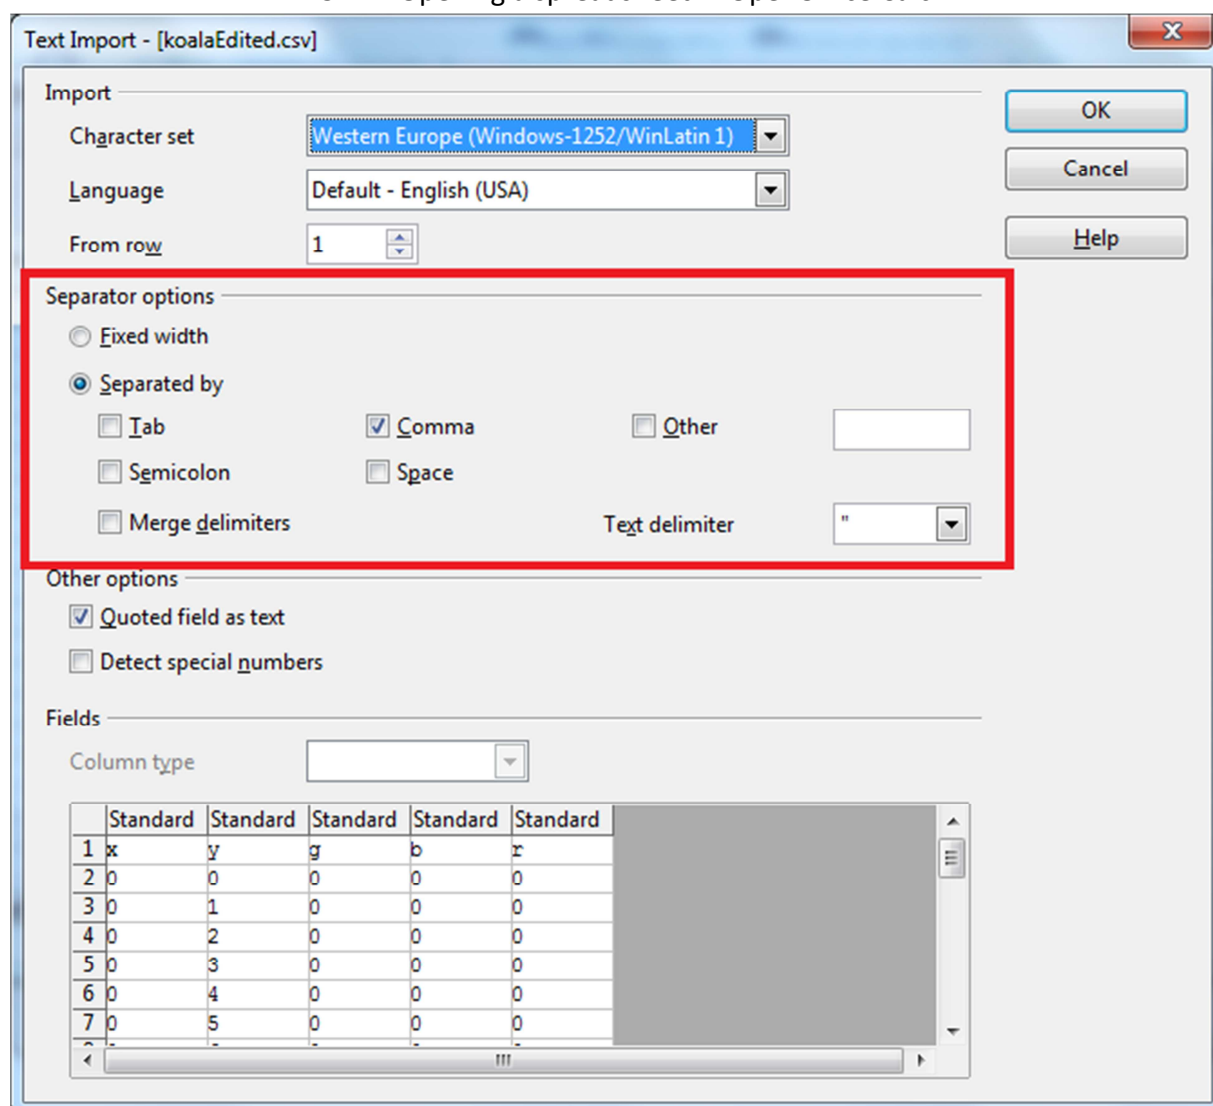 Text Import - [koalaEdited.csv]
Import
OK
Character set Western Europe (Windows-1252/WinLatin 1)
Cancel
Language Default - English (USA)
From row 1
Help
Separator options
Fixed width
Separated by
Tab Comma Other
Semicolon Space
Merge delimiters Text delimiter "
Other options
Quoted field as text
Detect special numbers
Fields
Column type
Standard Standard Standard Standard Standard
1 x y g b r
2 0 0 0 0 0
3 0 1 0 0 0
4 0 2 0 0 0
5 0 3 0 0 0
6 0 4 0 0 0
7 0 5 0 0 0